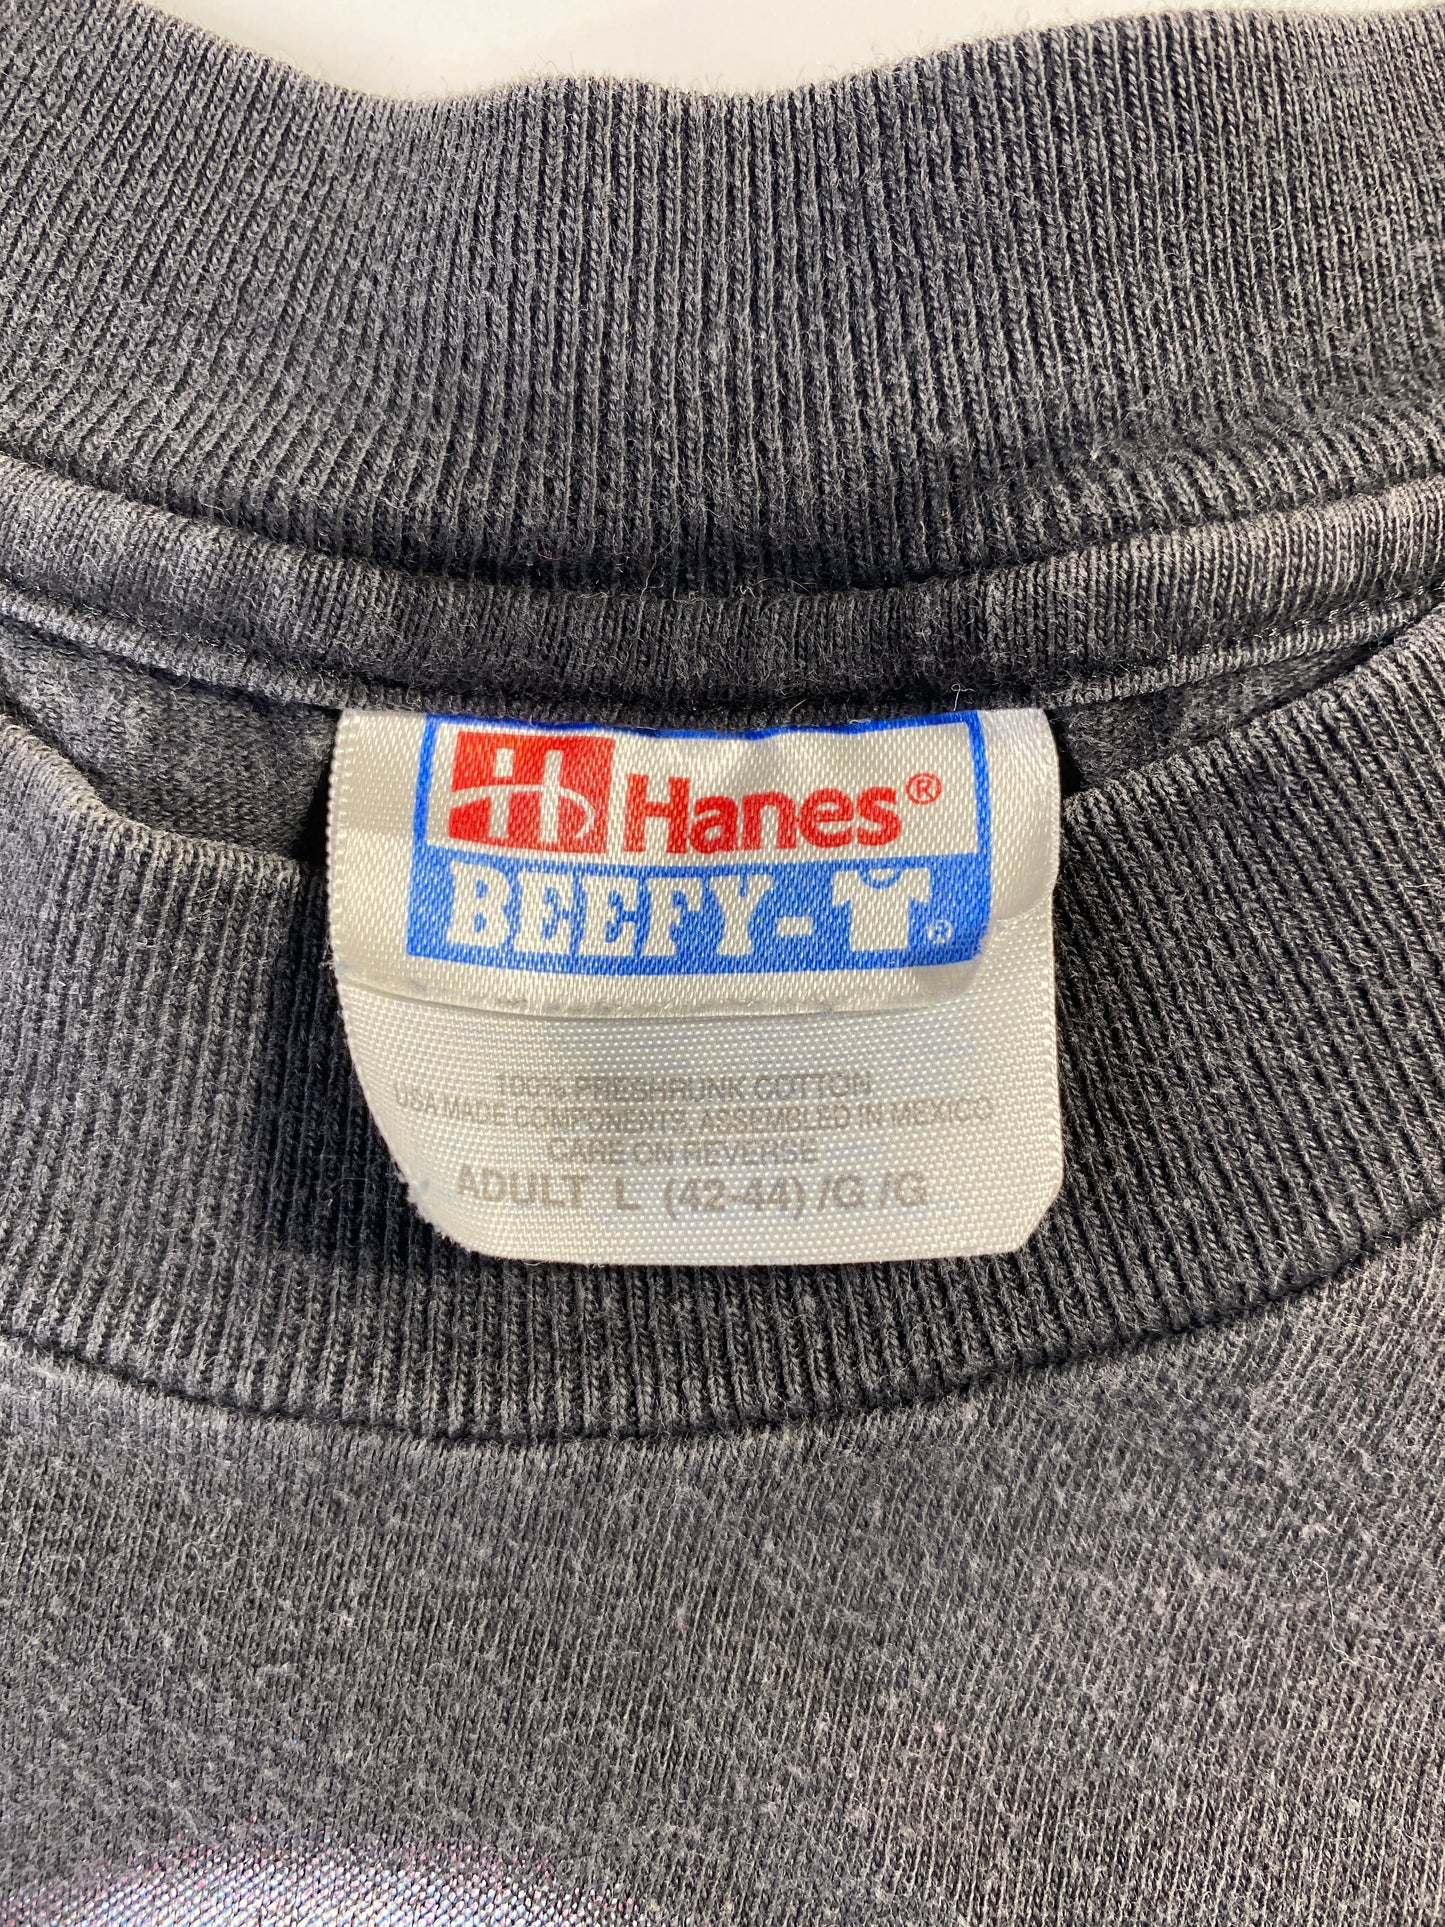 Hanes®
BEEFY-T®
100% PRESHRUNK COTTON
USA MADE COMPONENTS, ASSEMBLED IN MEXICO
CARE ON REVERSE
ADULT L (42-44) /G /G